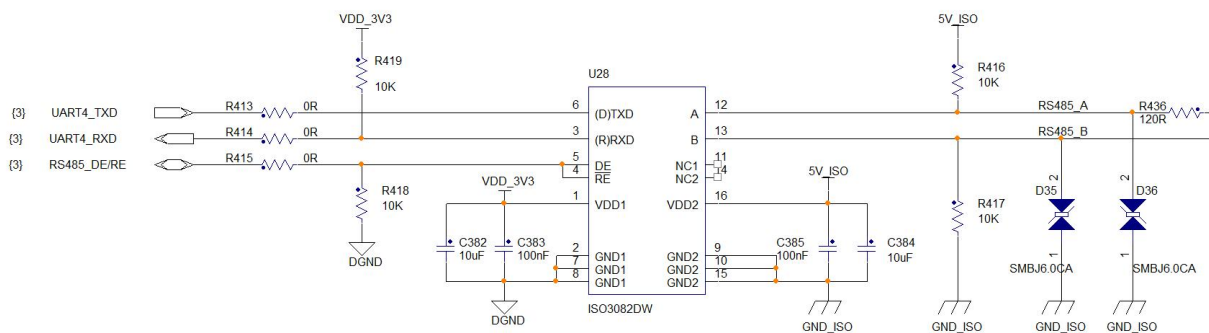 VDD_3V3
5V_ISO
R419
10K
U28
R416
10K
{3} UART4_TXD R413 0R 6 (D)TXD A 12 RS485_A R436
120R
{3} UART4_RXD R414 0R 3 (R)RXD B 13 RS485_B
{3} RS485_DE/RE R415 0R 5 DE NC1 11
4 RE NC2 14
R418
10K
DGND
VDD_3V3
1 VDD1 VDD2 16
5V_ISO
R417
10K
D35 2
D36 2
C382
10uF
C383
100nF
C385
100nF
C384
10uF
2 GND1 GND2 9
7 GND1 GND2 10
8 GND1 GND2 15
1 SMBJ6.0CA
1 SMBJ6.0CA
DGND
ISO3082DW
GND_ISO
GND_ISO
GND_ISO
GND_ISO